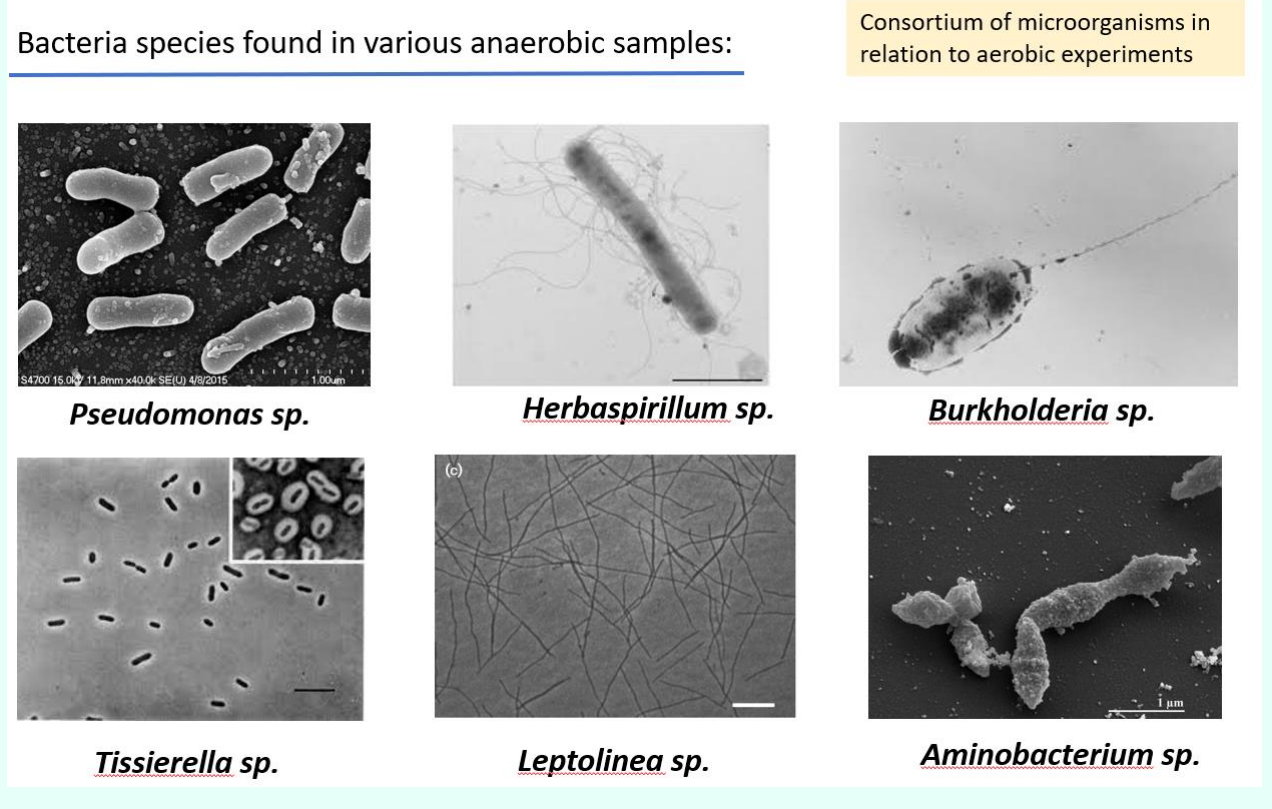 Bacteria species found in various anaerobic samples:
Consortium of microorganisms in
relation to aerobic experiments
S4700 15.0kV 11.8mm x40.0k SE(U) 4/8/2015 1.00um
Pseudomonas sp.
Herbaspirillum sp.
Burkholderia sp.
(c)
1 µm
Tissierella sp.
Leptolinea sp.
Aminobacterium sp.